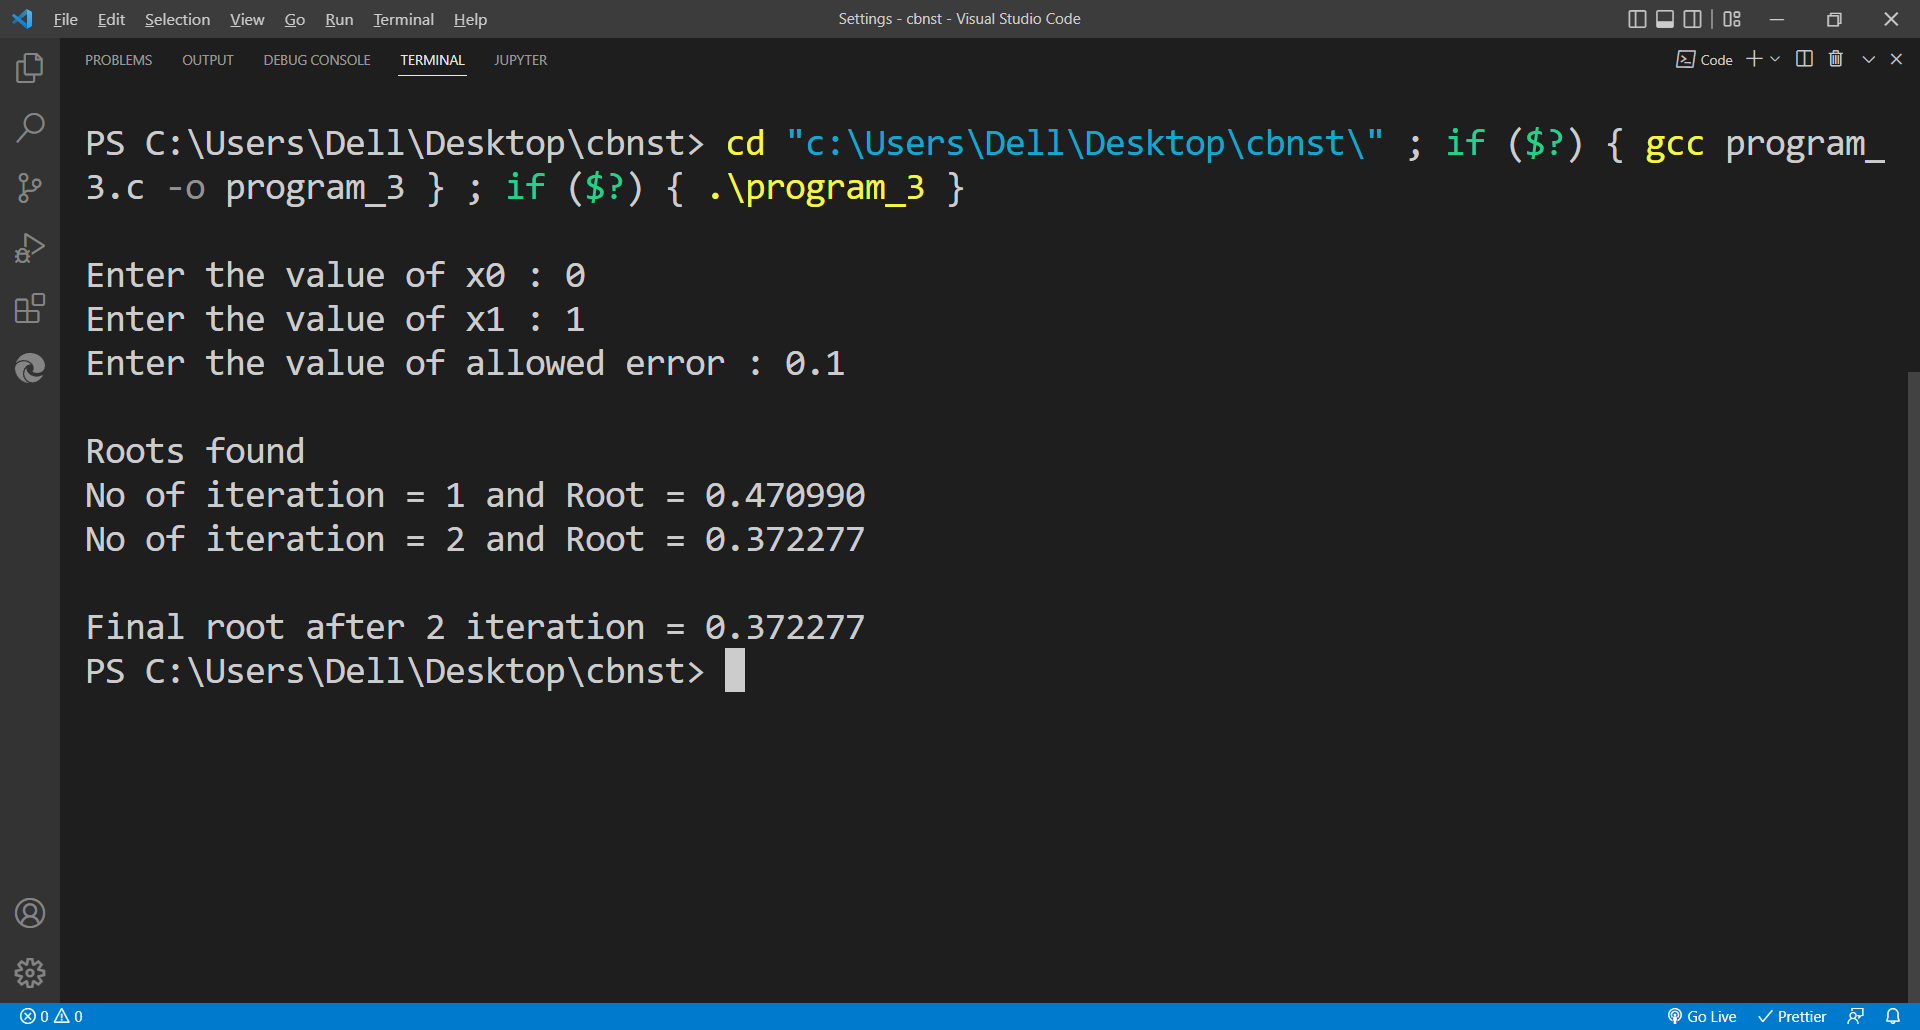 File Edit Selection View Go Run Terminal Help
Settings - cbnst - Visual Studio Code
PROBLEMS OUTPUT DEBUG CONSOLE TERMINAL JUPYTER
Code
PS C:\Users\Dell\Desktop\cbnst> cd "c:\Users\Dell\Desktop\cbnst\" ; if ($?) { gcc program_
3.c -o program_3 } ; if ($?) { .\program_3 }
Enter the value of x0 : 0
Enter the value of x1 : 1
Enter the value of allowed error : 0.1
Roots found
No of iteration = 1 and Root = 0.470990
No of iteration = 2 and Root = 0.372277
Final root after 2 iteration = 0.372277
PS C:\Users\Dell\Desktop\cbnst>
0 0
Go Live Prettier